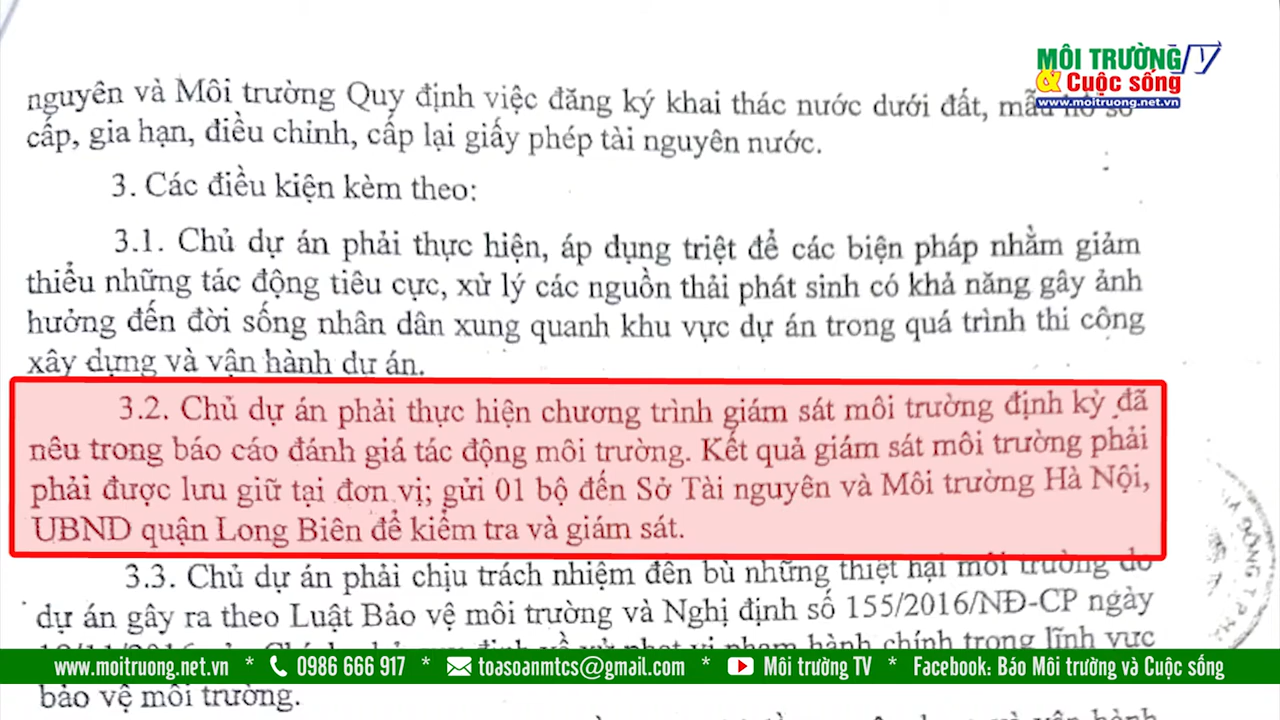 MÔI TRƯỜNG TV
& Cuộc sống
www.moitruong.net.vn
nguyên và Môi trường Quy định việc đăng ký khai thác nước dưới đất, mẫu hồ sơ
cấp, gia hạn, điều chỉnh, cấp lại giấy phép tài nguyên nước.
3. Các điều kiện kèm theo:
3.1. Chủ dự án phải thực hiện, áp dụng triệt để các biện pháp nhằm giảm
thiểu những tác động tiêu cực, xử lý các nguồn thải phát sinh có khả năng gây ảnh
hưởng đến đời sống nhân dân xung quanh khu vực dự án trong quá trình thi công
xây dựng và vận hành dự án.
3.2. Chủ dự án phải thực hiện chương trình giám sát môi trường định kỳ đã
nêu trong báo cáo đánh giá tác động môi trường. Kết quả giám sát môi trường phải
phải được lưu giữ tại đơn vị; gửi 01 bộ đến Sở Tài nguyên và Môi trường Hà Nội,
UBND quận Long Biên để kiểm tra và giám sát.
3.3. Chủ dự án phải chịu trách nhiệm đền bù những thiệt hại môi trường do
dự án gây ra theo Luật Bảo vệ môi trường và Nghị định số 155/2016/NĐ-CP ngày
hành chính trong lĩnh vực
www.moitruong.net.vn * 0986 666 917 * toasoanmtcs@gmail.com * Môi trường TV * Facebook: Báo Môi trường và Cuộc sống
bảo vệ môi trường.